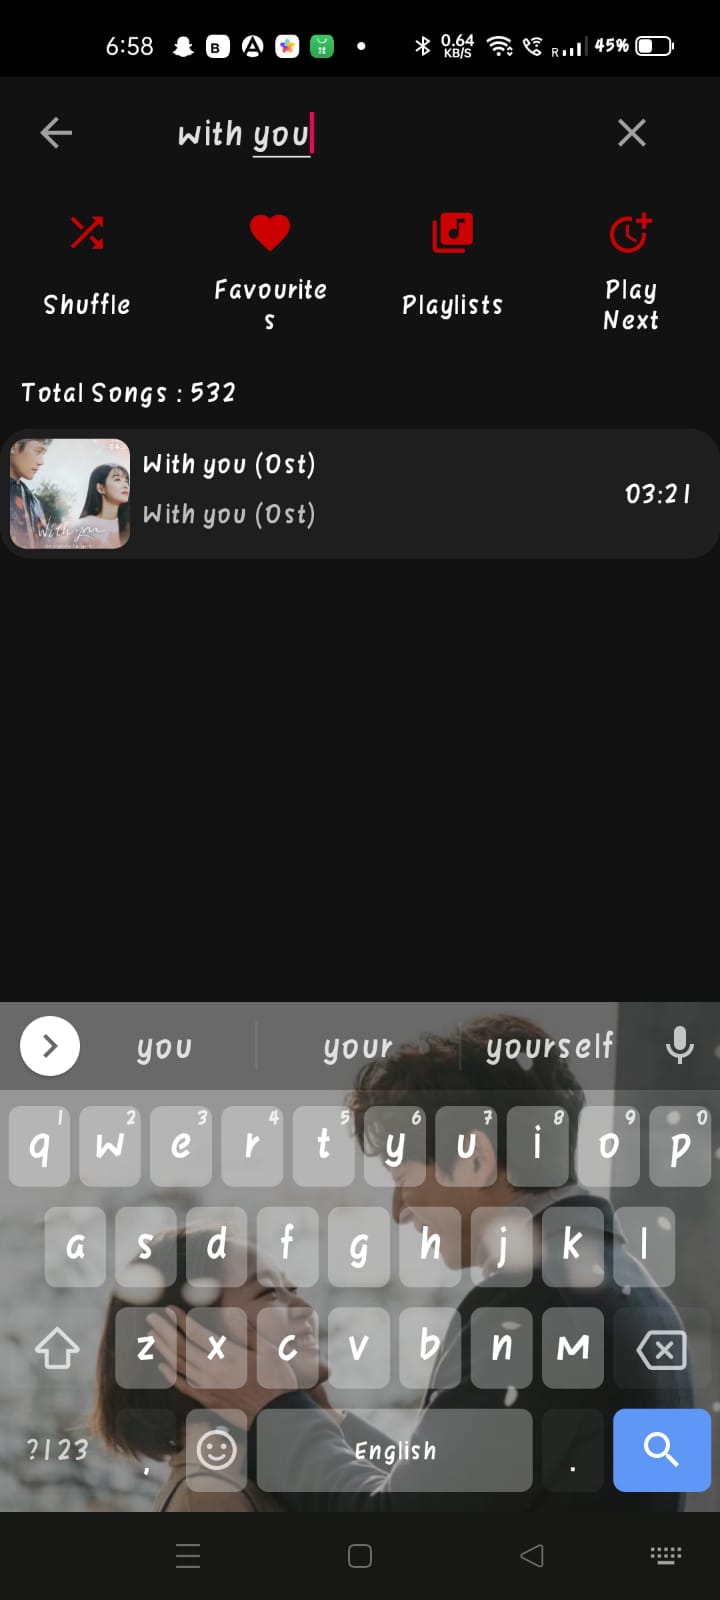 6:58 B 0.64 KB/S R 45%
with you
Shuffle
Favourite
s
Playlists
Play
Next
Total Songs : 532
With you (Ost)
With you (Ost)
03:21
With you
you your yourself
1 2 3 4 5 6 7 8 9 0
q w e r t y u i o p
a s d f g h j k l
z x c v b n M
?123 , English .